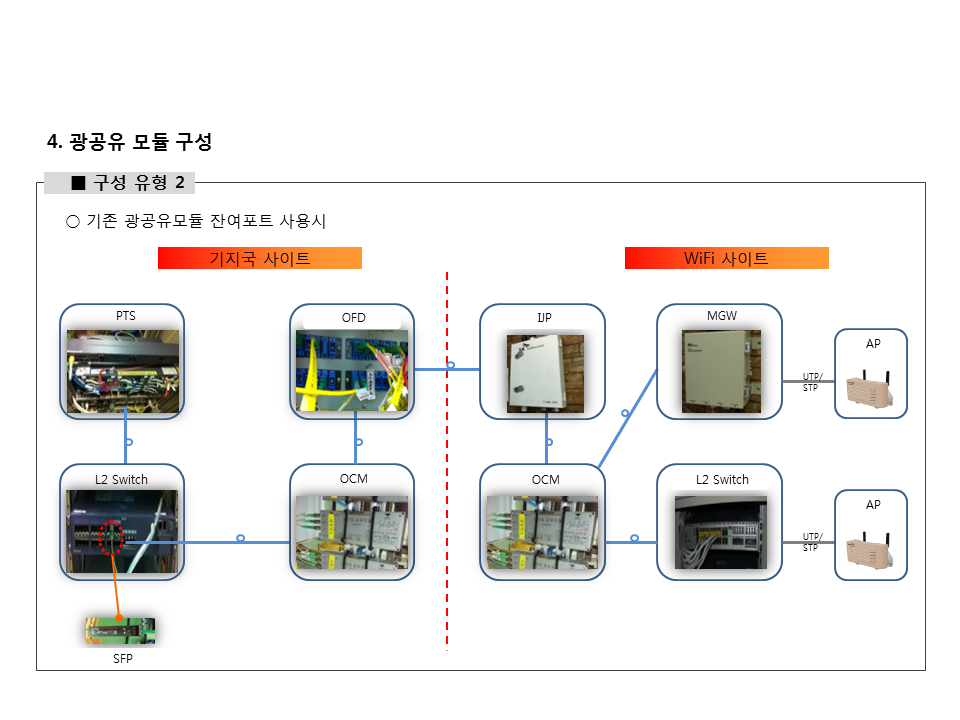 4. 광공유 모듈 구성
■ 구성 유형 2
○ 기존 광공유모듈 잔여포트 사용시
기지국 사이트
WiFi 사이트
PTS
OFD
IJP
MGW
AP
UTP/
STP
L2 Switch
OCM
OCM
L2 Switch
AP
UTP/
STP
SFP